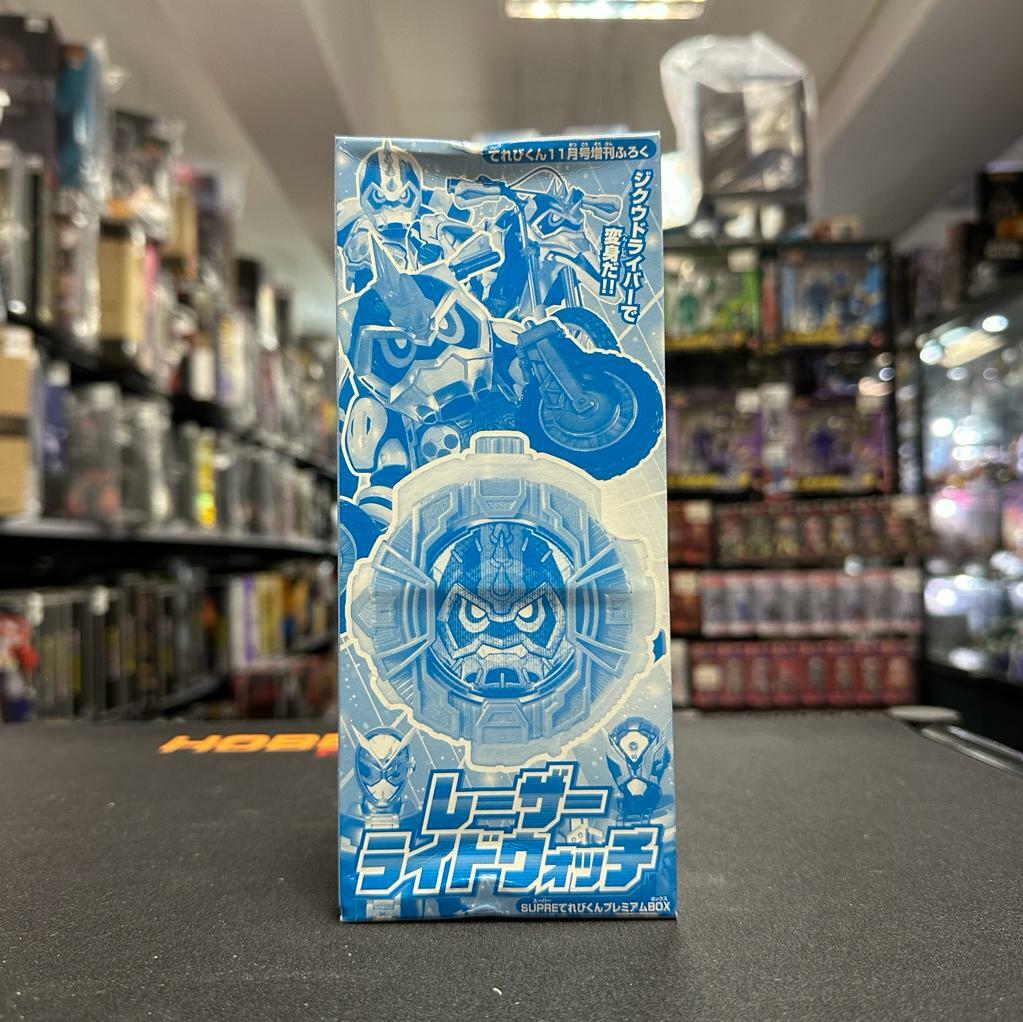 てれびくん11月号増刊ふろく
ジクウドライバーで
変身だ!!
レーザー
ライドウォッチ
SUPREてれびくんプレミアムBOX
HOB